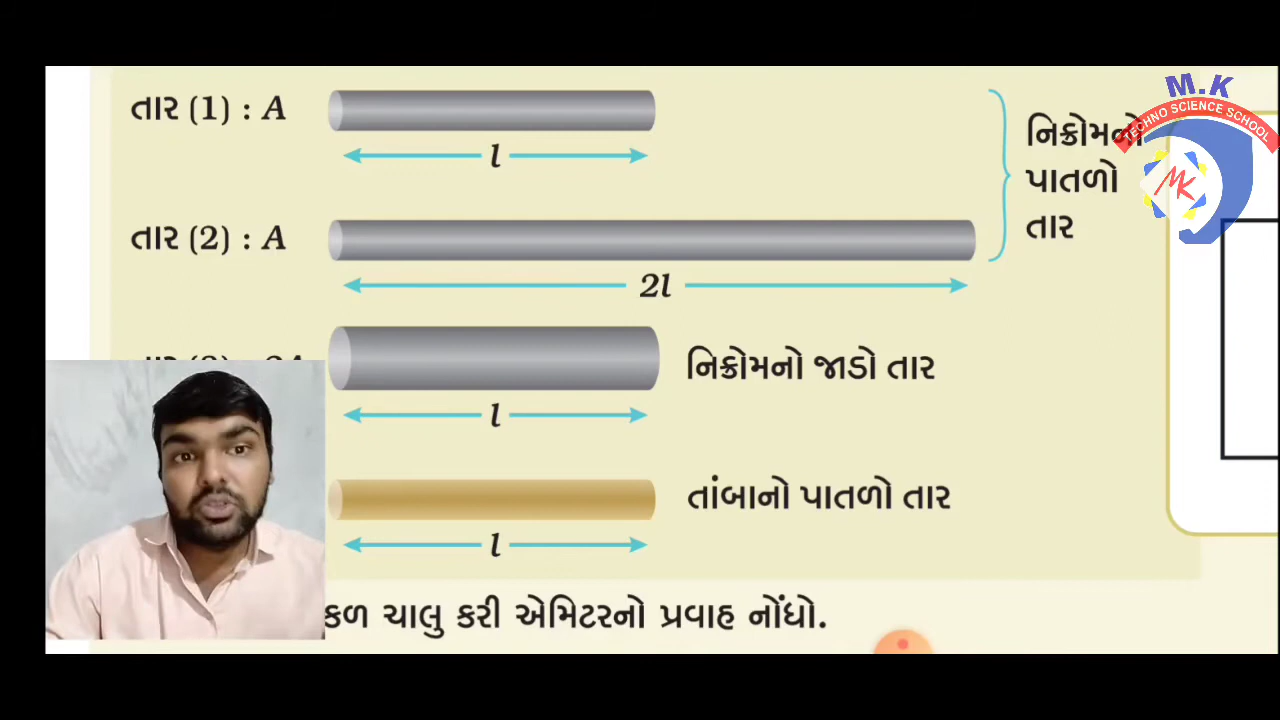 તાર (1) : A
l
નિક્રોમનો
પાતળો
તાર
M.K
TECHNO SCIENCE SCHOOL
MK
તાર (2) : A
2l
નિક્રોમનો જાડો તાર
l
તાંબાનો પાતળો તાર
l
કળ ચાલુ કરી એમિટરનો પ્રવાહ નોંધો.